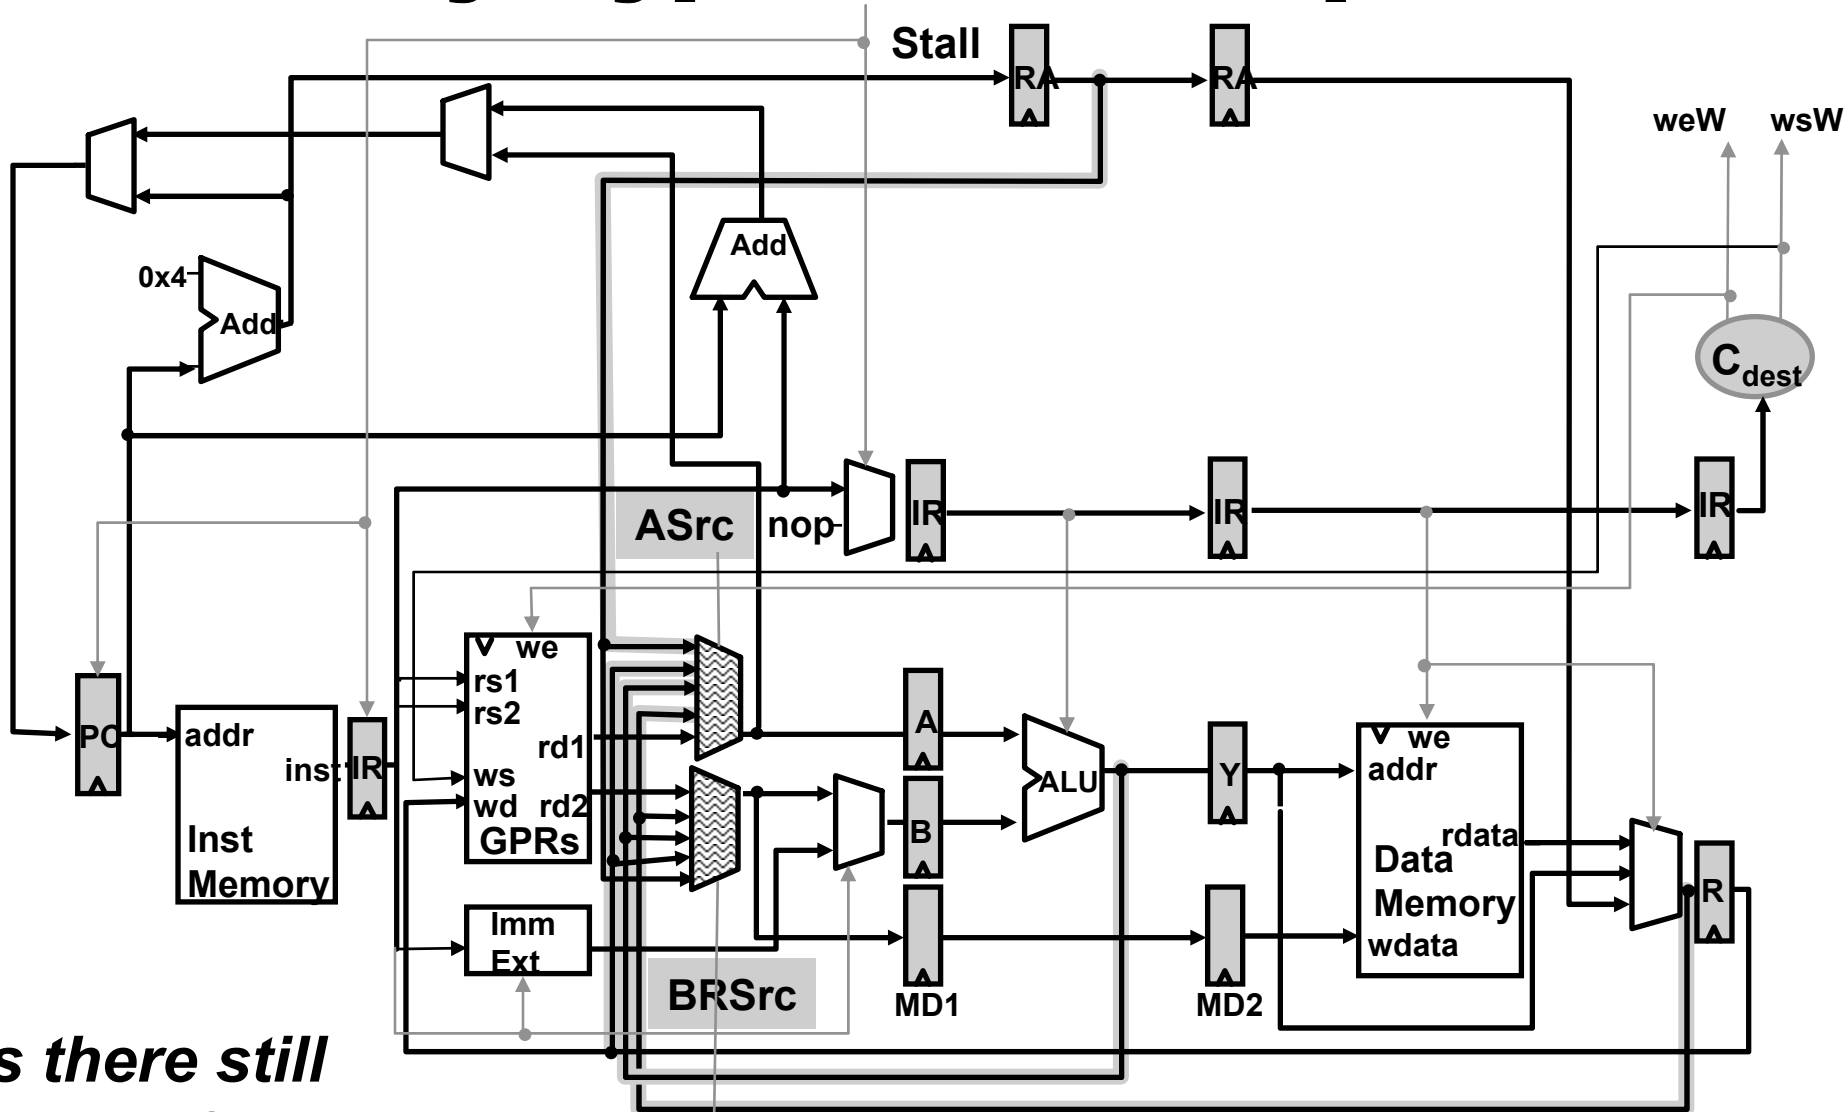 Stall
RA
RA
weW
wsW
Add
0x4
Add
C dest
ASrc
nop
IR
IR
IR
we
rs1
rs2
rd1
ws
wd
rd2
GPRs
PC
addr
inst
IR
Inst
Memory
A
B
ALU
Y
we
addr
rdata
Data
Memory
wdata
R
Imm
Ext
BRSrc
MD1
MD2
s there still